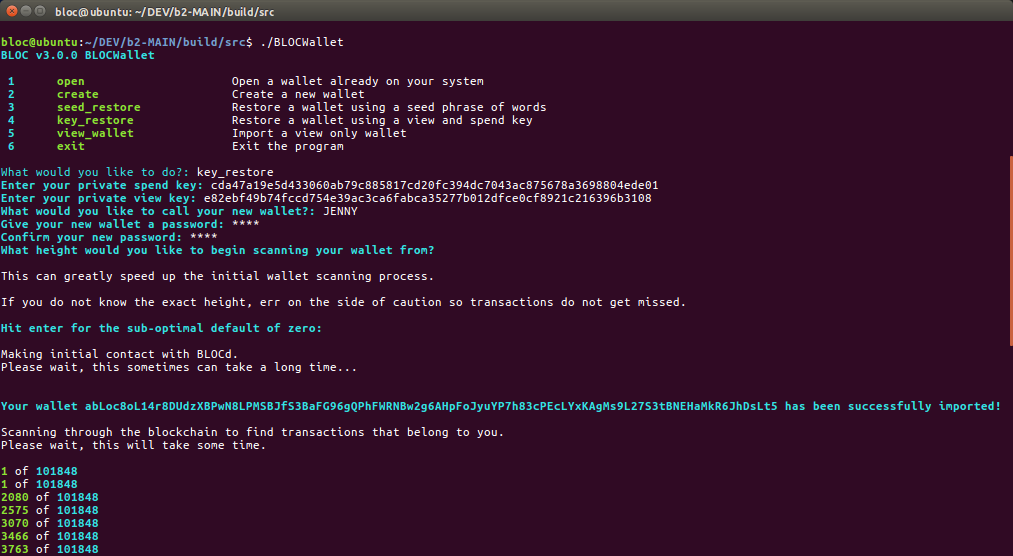 bloc@ubuntu: ~/DEV/b2-MAIN/build/src
bloc@ubuntu:~/DEV/b2-MAIN/build/src$ ./BLOCWallet
BLOC v3.0.0 BLOCWallet
1 open Open a wallet already on your system
2 create Create a new wallet
3 seed_restore Restore a wallet using a seed phrase of words
4 key_restore Restore a wallet using a view and spend key
5 view_wallet Import a view only wallet
6 exit Exit the program
What would you like to do?: key_restore
Enter your private spend key: cda47a19e5d433060ab79c885817cd20fc394dc7043ac875678a3698804ede01
Enter your private view key: e82ebf49b74fccd754e39ac3ca6fabca35277b012dfce0cf8921c216396b3108
What would you like to call your new wallet?: JENNY
Give your new wallet a password: ****
Confirm your new password: ****
What height would you like to begin scanning your wallet from?
This can greatly speed up the initial wallet scanning process.
If you do not know the exact height, err on the side of caution so transactions do not get missed.
Hit enter for the sub-optimal default of zero:
Making initial contact with BLOCd.
Please wait, this sometimes can take a long time...
Your wallet abLoc8oL14r8DUdzXBPwN8LPMSBJfS3BaFG96gQPhFWRNBw2g6AHpFoJyuYP7h83cPEcLYxKAgMs9L27S3tBNEHaMkR6JhDsLt5 has been successfully imported!
Scanning through the blockchain to find transactions that belong to you.
Please wait, this will take some time.
1 of 101848
1 of 101848
2080 of 101848
2575 of 101848
3070 of 101848
3466 of 101848
3763 of 101848